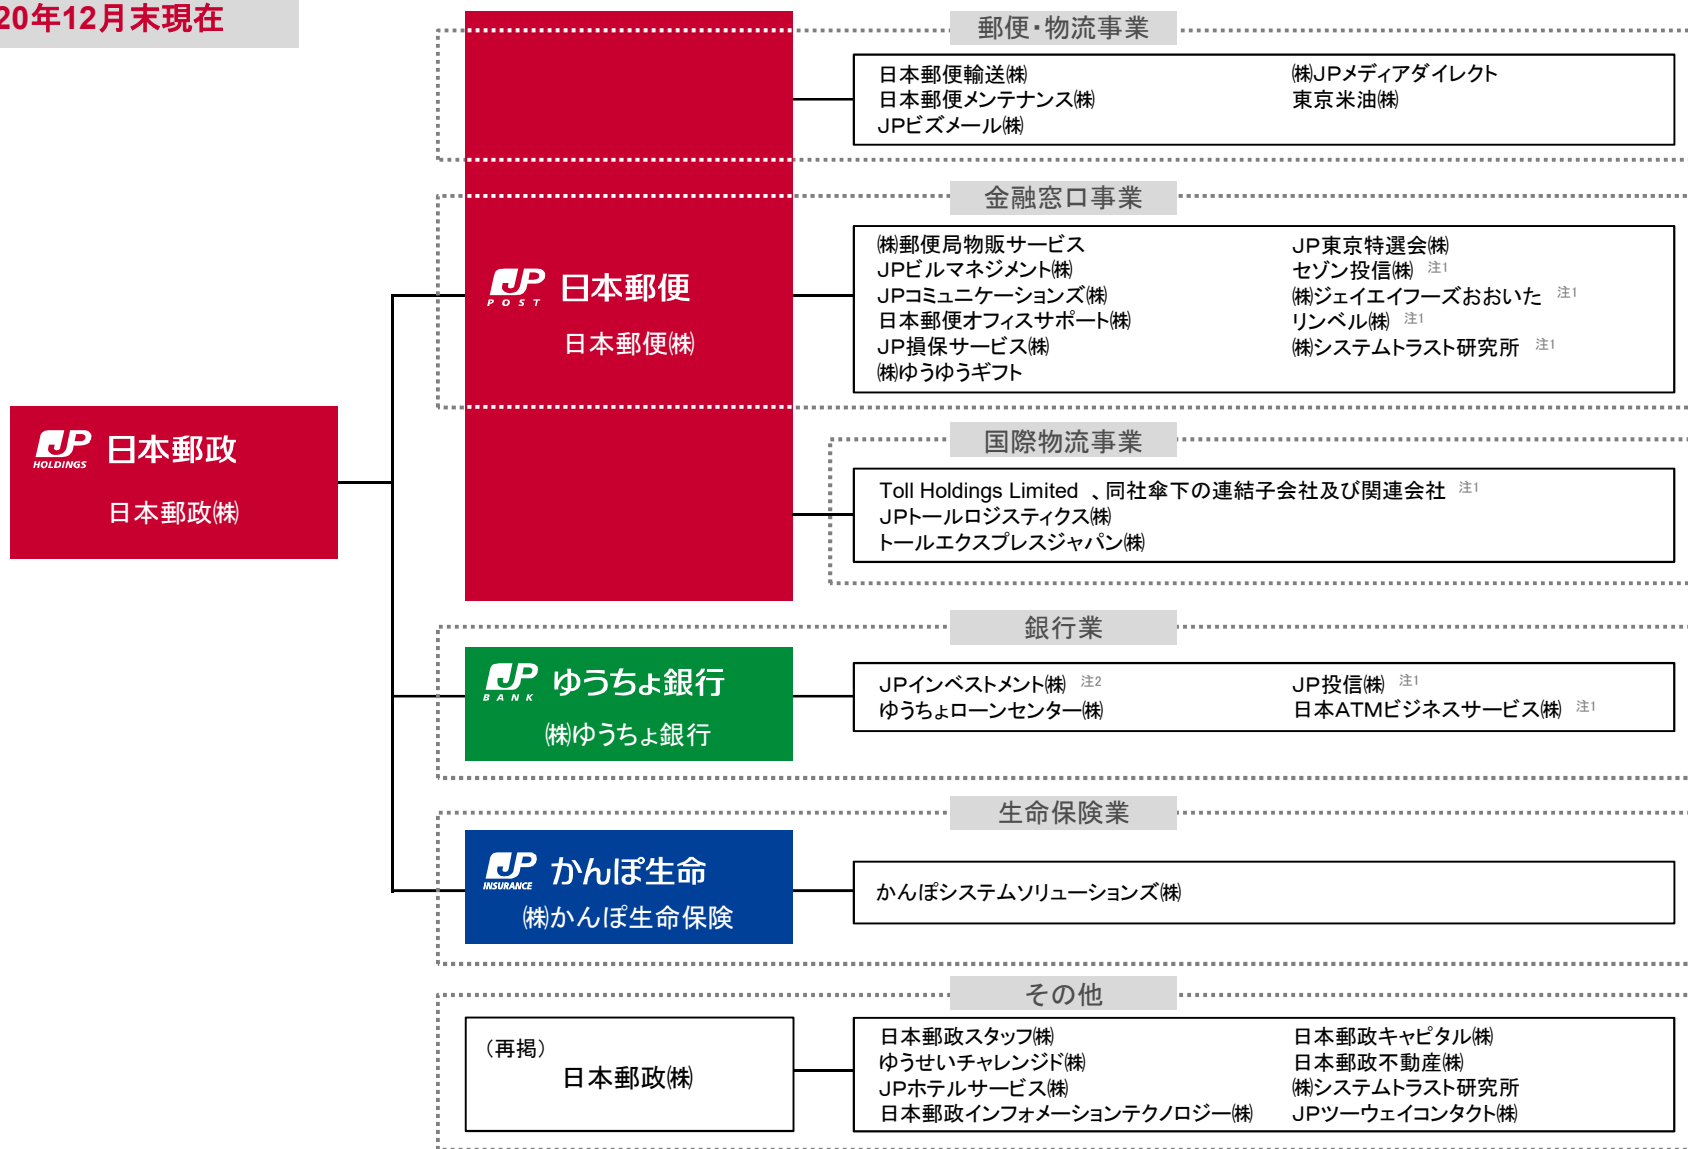 20年12月末現在
郵便・物流事業
日本郵便輸送㈱
日本郵便メンテナンス㈱
JPビズメール㈱
㈱JPメディアダイレクト
東京米油㈱
金融窓口事業
㈱郵便局物販サービス
JPビルマネジメント㈱
JPコミュニケーションズ㈱
日本郵便オフィスサポート㈱
JP損保サービス㈱
㈱ゆうゆうギフト
JP東京特選会㈱
セゾン投信㈱ 注1
㈱ジェイエイフーズおおいた 注1
リンベル㈱ 注1
㈱システムトラスト研究所 注1
JP POST 日本郵便
日本郵便㈱
JP HOLDINGS 日本郵政
日本郵政㈱
国際物流事業
Toll Holdings Limited 、同社傘下の連結子会社及び関連会社 注1
JPトールロジスティクス㈱
トールエクスプレスジャパン㈱
銀行業
JP BANK ゆうちょ銀行
㈱ゆうちょ銀行
JPインベストメント㈱ 注2
ゆうちょローンセンター㈱
JP投信㈱ 注1
日本ATMビジネスサービス㈱ 注1
生命保険業
JP INSURANCE かんぽ生命
㈱かんぽ生命保険
かんぽシステムソリューションズ㈱
その他
（再掲）
日本郵政㈱
日本郵政スタッフ㈱
ゆうせいチャレンジド㈱
JPホテルサービス㈱
日本郵政インフォメーションテクノロジー㈱
日本郵政キャピタル㈱
日本郵政不動産㈱
㈱システムトラスト研究所
JPツーウェイコンタクト㈱